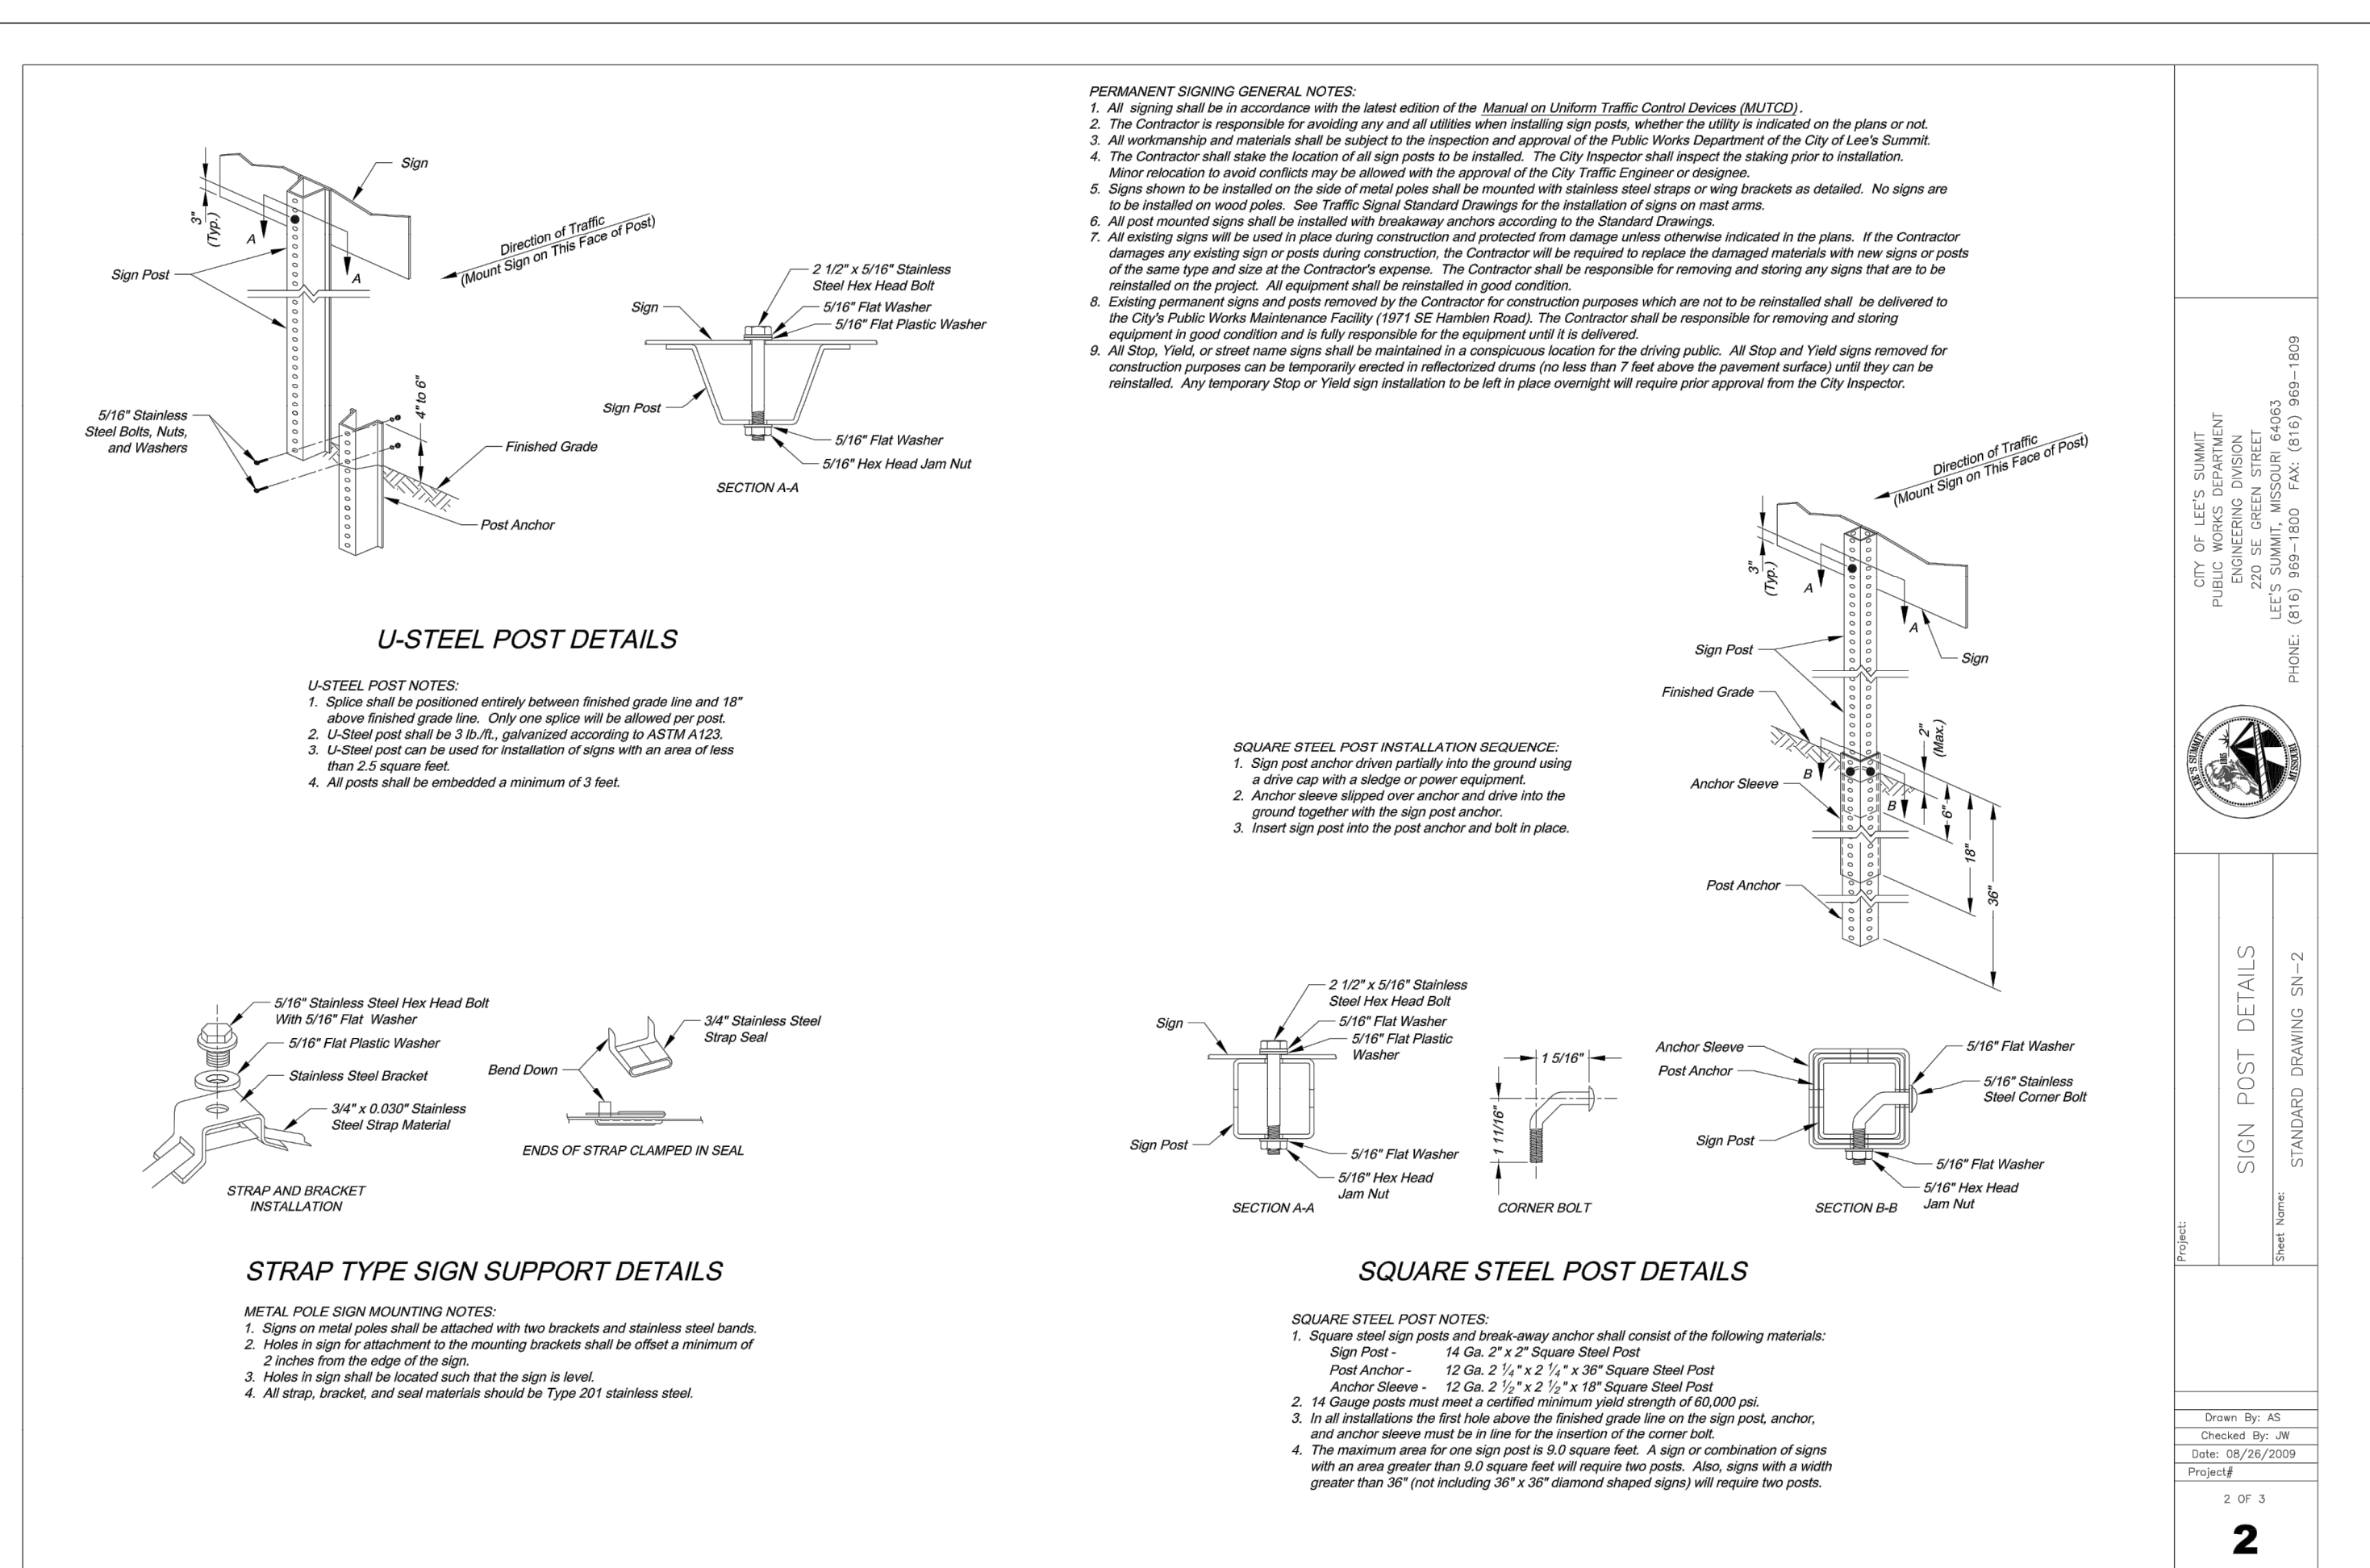 PERMANENT SIGNING GENERAL NOTES:
1. All signing shall be in accordance with the latest edition of the Manual on Uniform Traffic Control Devices (MUTCD).
2. The Contractor is responsible for avoiding any and all utilities when installing sign posts, whether the utility is indicated on the plans or not.
3. All workmanship and materials shall be subject to the inspection and approval of the Public Works Department of the City of Lee's Summit.
4. The Contractor shall stake the location of all sign posts to be installed. The City Inspector shall inspect the staking prior to installation.
Minor relocation to avoid conflicts may be allowed with the approval of the City Traffic Engineer or designee.
5. Signs shown to be installed on the side of metal poles shall be mounted with stainless steel straps or wing brackets as detailed. No signs are
to be installed on wood poles. See Traffic Signal Standard Drawings for the installation of signs on mast arms.
6. All post mounted signs shall be installed with breakaway anchors according to the Standard Drawings.
7. All existing signs will be used in place during construction and protected from damage unless otherwise indicated in the plans. If the Contractor
damages any existing sign or posts during construction, the Contractor will be required to replace the damaged materials with new signs or posts
of the same type and size at the Contractor's expense. The Contractor shall be responsible for removing and storing any signs that are to be
reinstalled on the project. All equipment shall be reinstalled in good condition.
8. Existing permanent signs and posts removed by the Contractor for construction purposes which are not to be reinstalled shall be delivered to
the City's Public Works Maintenance Facility (1971 SE Hamblen Road). The Contractor shall be responsible for removing and storing
equipment in good condition and is fully responsible for the equipment until it is delivered.
9. All Stop, Yield, or street name signs shall be maintained in a conspicuous location for the driving public. All Stop and Yield signs removed for
construction purposes can be temporarily erected in reflectorized drums (no less than 7 feet above the pavement surface) until they can be
reinstalled. Any temporary Stop or Yield sign installation to be left in place overnight will require prior approval from the City Inspector.
Sign
3"
(Typ.)
A
A
Direction of Traffic
(Mount Sign on This Face of Post)
Sign Post
4" to 6"
5/16" Stainless
Steel Bolts, Nuts,
and Washers
Finished Grade
Post Anchor
2 1/2" x 5/16" Stainless
Steel Hex Head Bolt
Sign
5/16" Flat Washer
5/16" Flat Plastic Washer
Sign Post
5/16" Flat Washer
5/16" Hex Head Jam Nut
SECTION A-A
U-STEEL POST DETAILS
U-STEEL POST NOTES:
1. Splice shall be positioned entirely between finished grade line and 18"
above finished grade line. Only one splice will be allowed per post.
2. U-Steel post shall be 3 lb./ft., galvanized according to ASTM A123.
3. U-Steel post can be used for installation of signs with an area of less
than 2.5 square feet.
4. All posts shall be embedded a minimum of 3 feet.
Direction of Traffic
(Mount Sign on This Face of Post)
3"
(Typ.)
A
A
Sign Post
Sign
Finished Grade
2"
(Max.)
B
Anchor Sleeve
B
6"
18"
36"
Post Anchor
SQUARE STEEL POST INSTALLATION SEQUENCE:
1. Sign post anchor driven partially into the ground using
a drive cap with a sledge or power equipment.
2. Anchor sleeve slipped over anchor and drive into the
ground together with the sign post anchor.
3. Insert sign post into the post anchor and bolt in place.
5/16" Stainless Steel Hex Head Bolt
With 5/16" Flat Washer
5/16" Flat Plastic Washer
Stainless Steel Bracket
3/4" x 0.030" Stainless
Steel Strap Material
STRAP AND BRACKET
INSTALLATION
3/4" Stainless Steel
Strap Seal
Bend Down
ENDS OF STRAP CLAMPED IN SEAL
STRAP TYPE SIGN SUPPORT DETAILS
METAL POLE SIGN MOUNTING NOTES:
1. Signs on metal poles shall be attached with two brackets and stainless steel bands.
2. Holes in sign for attachment to the mounting brackets shall be offset a minimum of
2 inches from the edge of the sign.
3. Holes in sign shall be located such that the sign is level.
4. All strap, bracket, and seal materials should be Type 201 stainless steel.
2 1/2" x 5/16" Stainless
Steel Hex Head Bolt
Sign
5/16" Flat Washer
5/16" Flat Plastic
Washer
Sign Post
5/16" Flat Washer
5/16" Hex Head
Jam Nut
SECTION A-A
1 5/16"
1 11/16"
CORNER BOLT
Anchor Sleeve
Post Anchor
Sign Post
5/16" Flat Washer
5/16" Stainless
Steel Corner Bolt
5/16" Flat Washer
5/16" Hex Head
Jam Nut
SECTION B-B
SQUARE STEEL POST DETAILS
SQUARE STEEL POST NOTES:
1. Square steel sign posts and break-away anchor shall consist of the following materials:
Sign Post - 14 Ga. 2" x 2" Square Steel Post
Post Anchor - 12 Ga. 2 1/4" x 2 1/4" x 36" Square Steel Post
Anchor Sleeve - 12 Ga. 2 1/2" x 2 1/2" x 18" Square Steel Post
2. 14 Gauge posts must meet a certified minimum yield strength of 60,000 psi.
3. In all installations the first hole above the finished grade line on the sign post, anchor,
and anchor sleeve must be in line for the insertion of the corner bolt.
4. The maximum area for one sign post is 9.0 square feet. A sign or combination of signs
with an area greater than 9.0 square feet will require two posts. Also, signs with a width
greater than 36" (not including 36" x 36" diamond shaped signs) will require two posts.
CITY OF LEE'S SUMMIT
PUBLIC WORKS DEPARTMENT
ENGINEERING DIVISION
220 SE GREEN STREET
LEE'S SUMMIT, MISSOURI 64063
PHONE: (816) 969-1800 FAX: (816) 969-1809
LEE'S SUMMIT
1865
MISSOURI
Project:
SIGN POST DETAILS
Sheet Name:
STANDARD DRAWING SN-2
Drawn By: AS
Checked By: JW
Date: 08/26/2009
Project#
2 OF 3
2